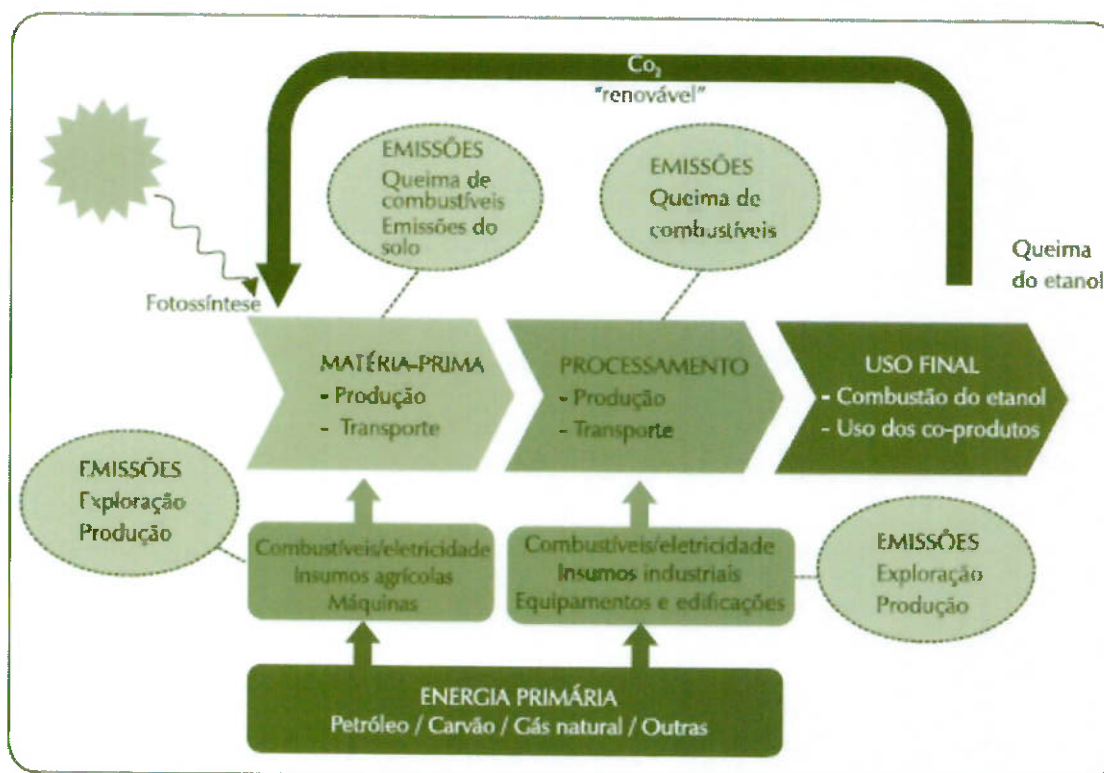 Co₂
"renovável"
EMISSÕES
Queima de
combustíveis
Emissões do
solo
EMISSÕES
Queima de
combustíveis
Queima
do etanol
Fotossíntese
MATÉRIA-PRIMA
- Produção
- Transporte
PROCESSAMENTO
- Produção
- Transporte
USO FINAL
- Combustão do etanol
- Uso dos co-produtos
EMISSÕES
Exploração
Produção
Combustíveis/eletricidade
Insumos agrícolas
Máquinas
Combustíveis/eletricidade
Insumos industriais
Equipamentos e edificações
EMISSÕES
Exploração
Produção
ENERGIA PRIMÁRIA
Petróleo / Carvão / Gás natural / Outras